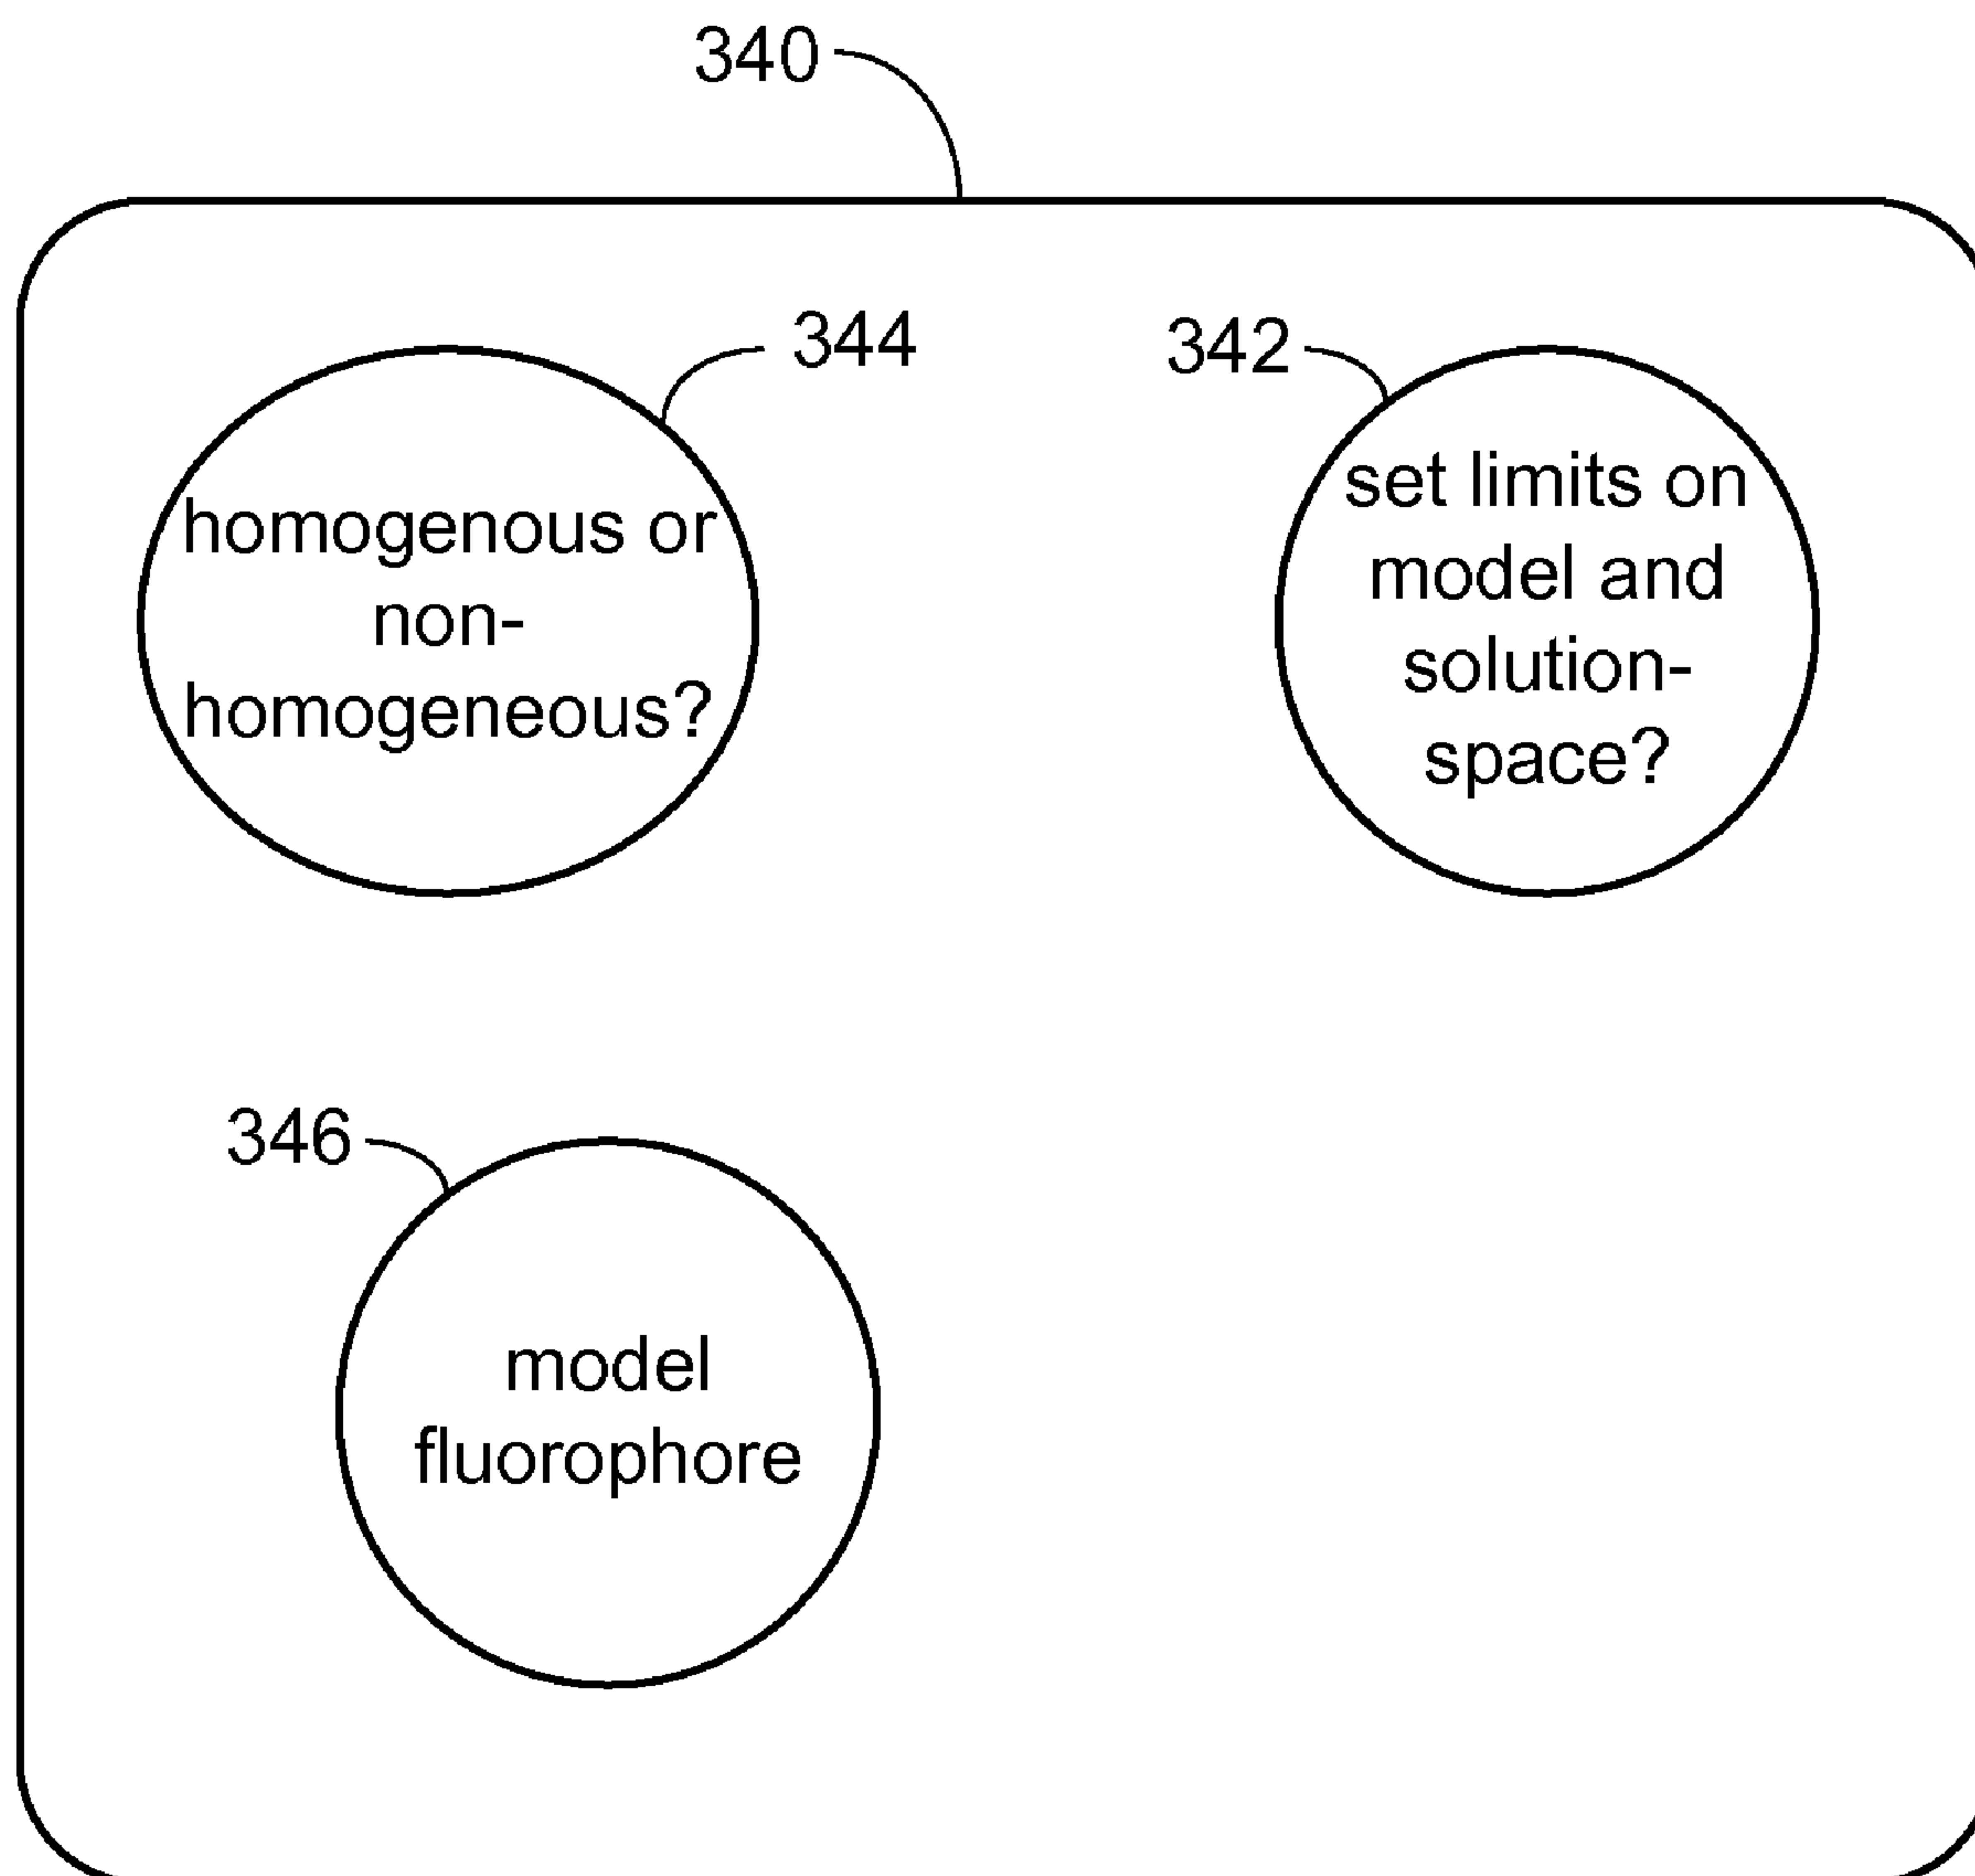 340
344
homogenous or
non-
homogeneous?
342
set limits on
model and
solution-
space?
346
model
fluorophore